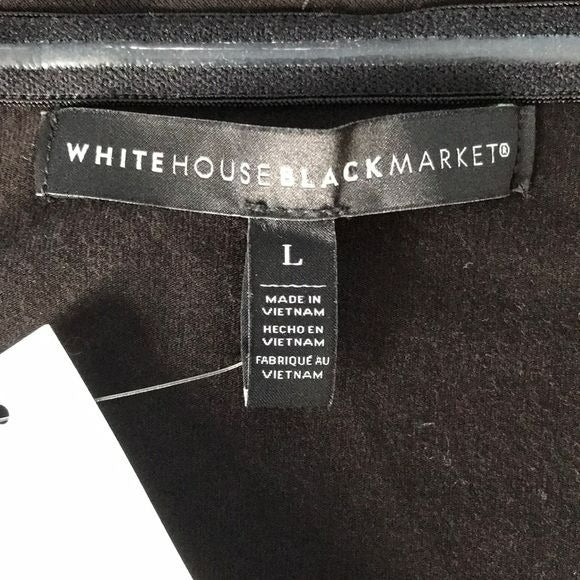 WHITEHOUSEBLACKMARKET®
L
MADE IN
VIETNAM
HECHO EN
VIETNAM
FABRIQUÉ AU
VIETNAM